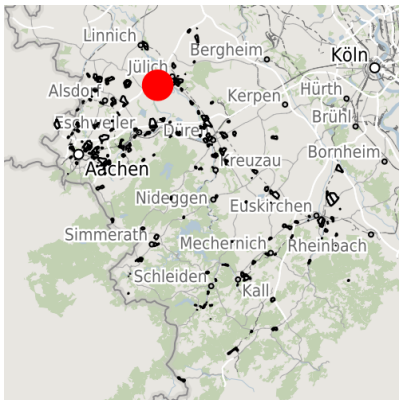 Linnich
Bergheim
Köln
Jülich
Alsdorf
Kerpen
Hürth
Brühl
Eschweiler
Düre
Bornheim
Kreuzau
Aachen
Nideggen
Euskirchen
Simmerath
Mechernich
Rheinbach
Schleiden
Kall